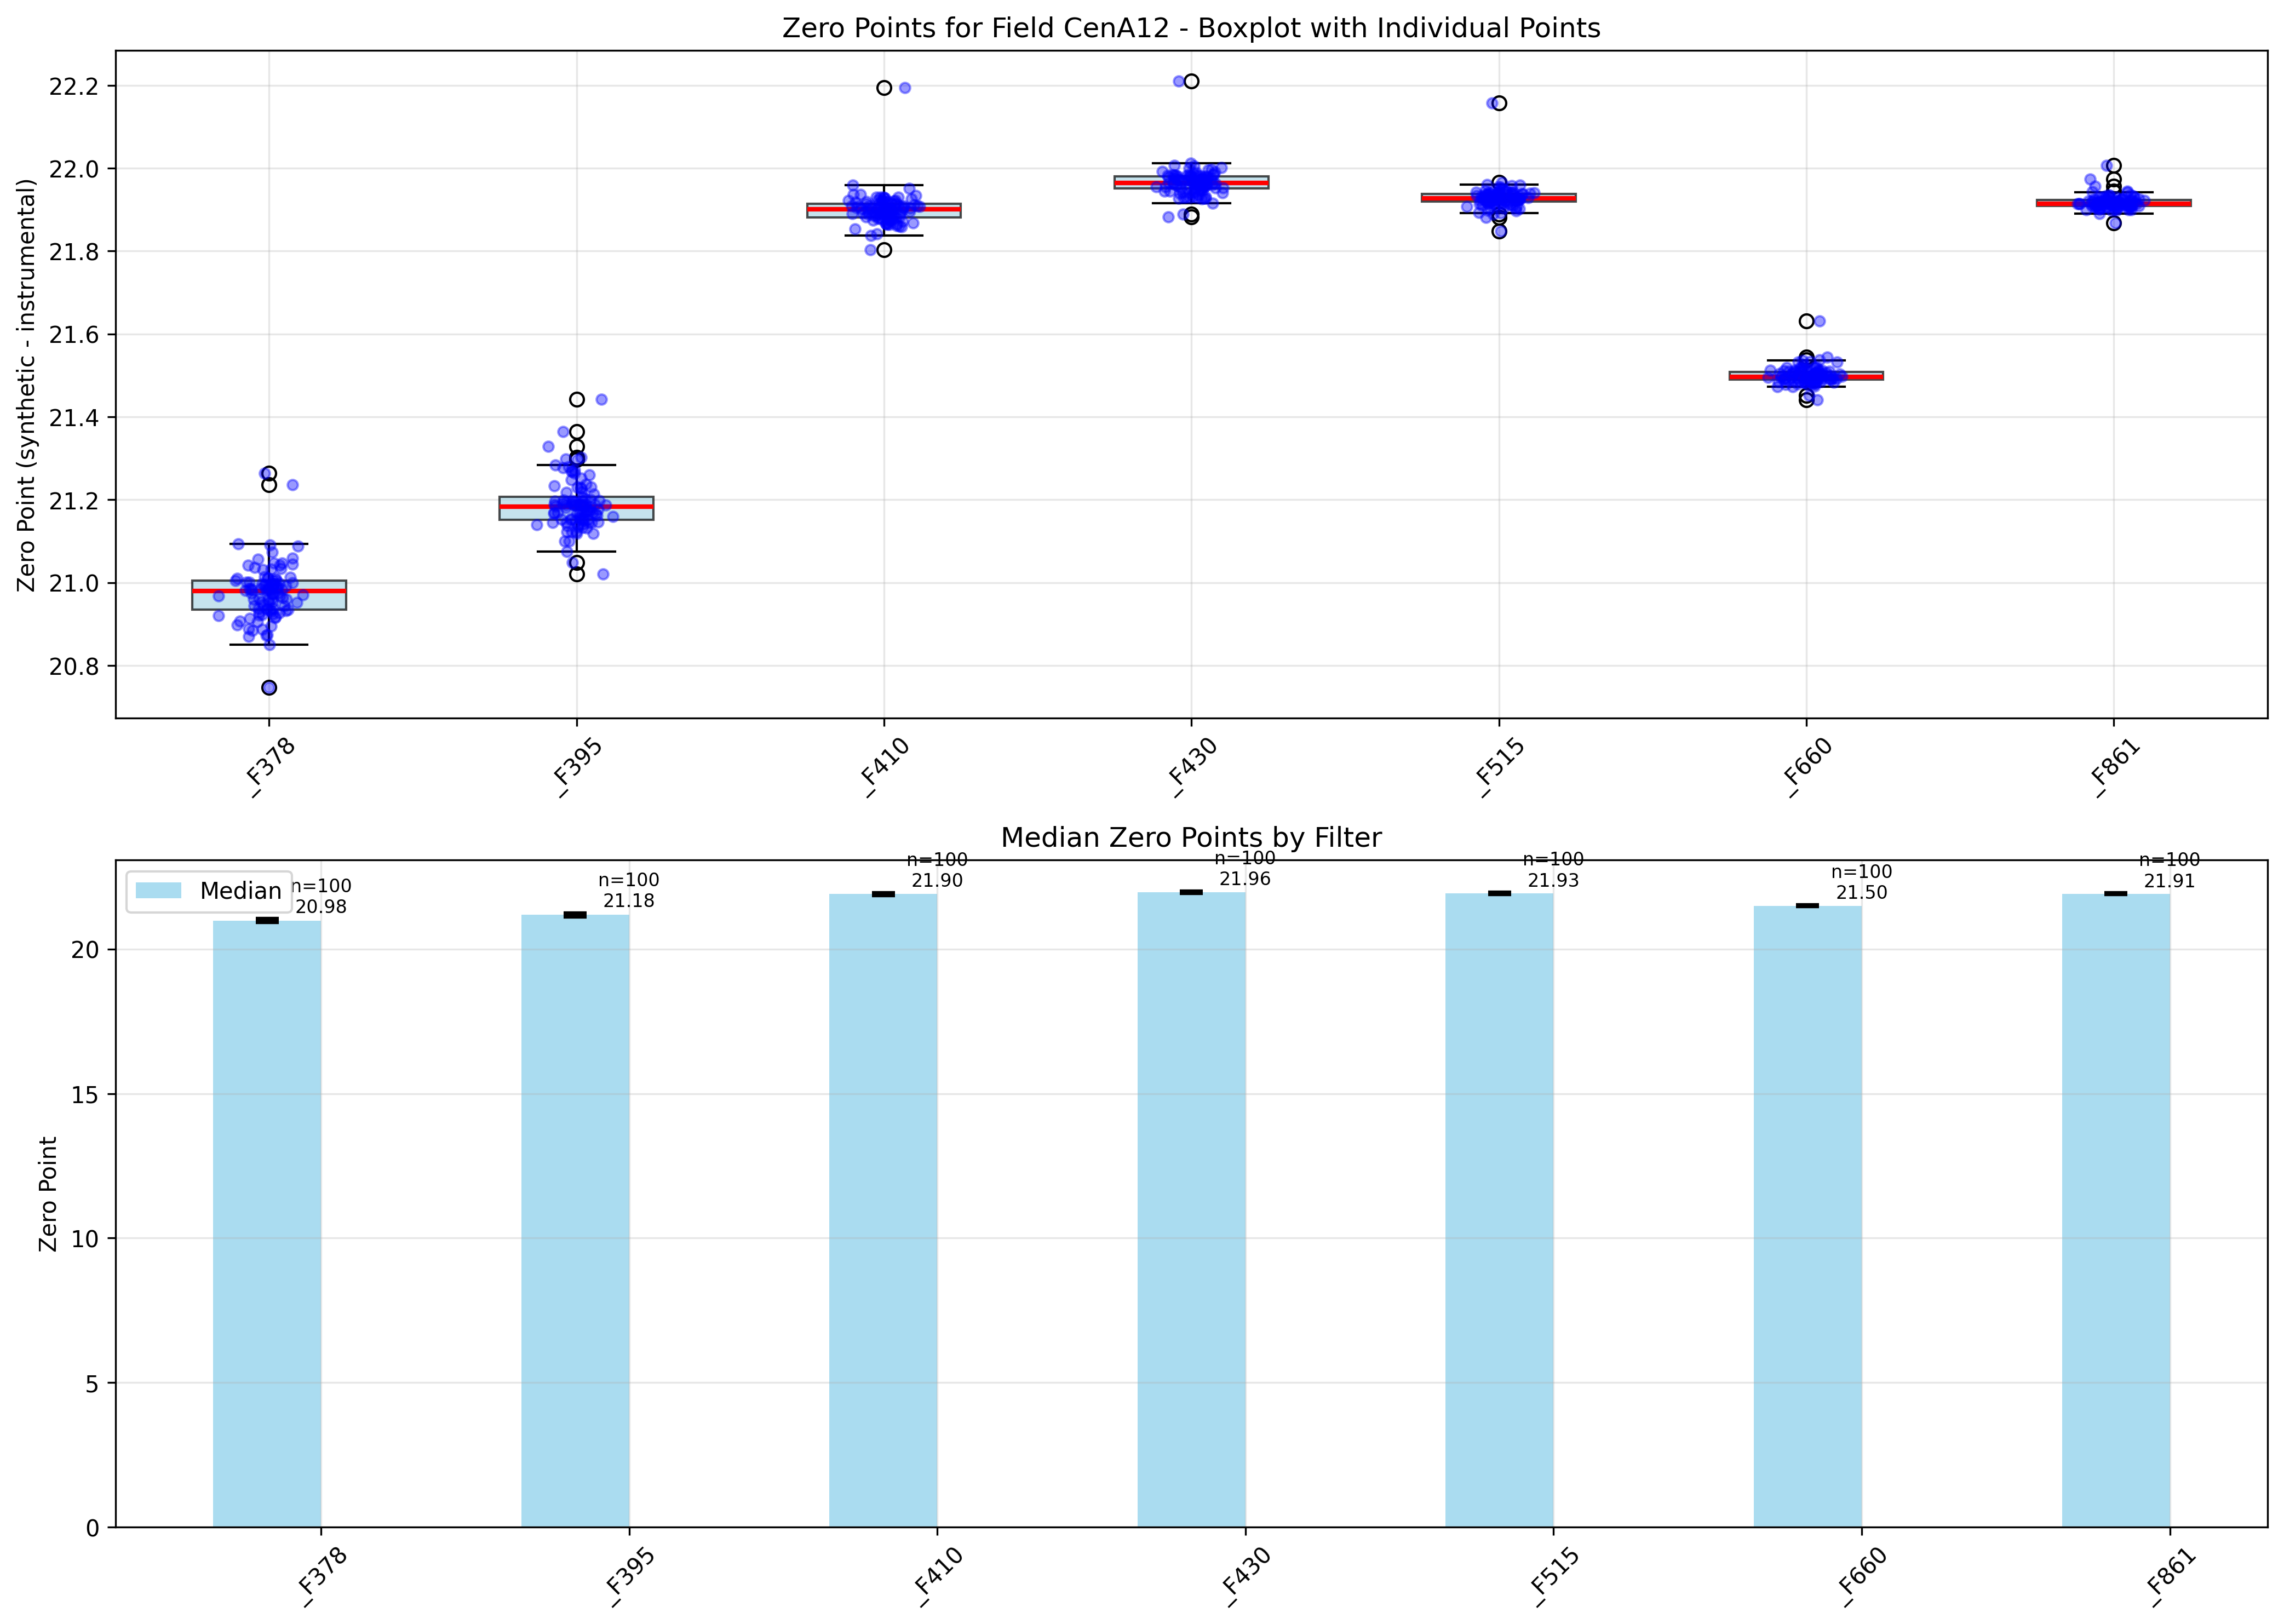 Zero Points for Field CenA12 - Boxplot with Individual Points
Zero Point (synthetic - instrumental)
22.2
22.0
21.8
21.6
21.4
21.2
21.0
20.8
_F378
_F395
_F410
_F430
_F515
_F660
_F861
Median Zero Points by Filter
Median
n=100
20.98
n=100
21.18
n=100
21.90
n=100
21.96
n=100
21.93
n=100
21.50
n=100
21.91
Zero Point
20
15
10
5
0
_F378
_F395
_F410
_F430
_F515
_F660
_F861